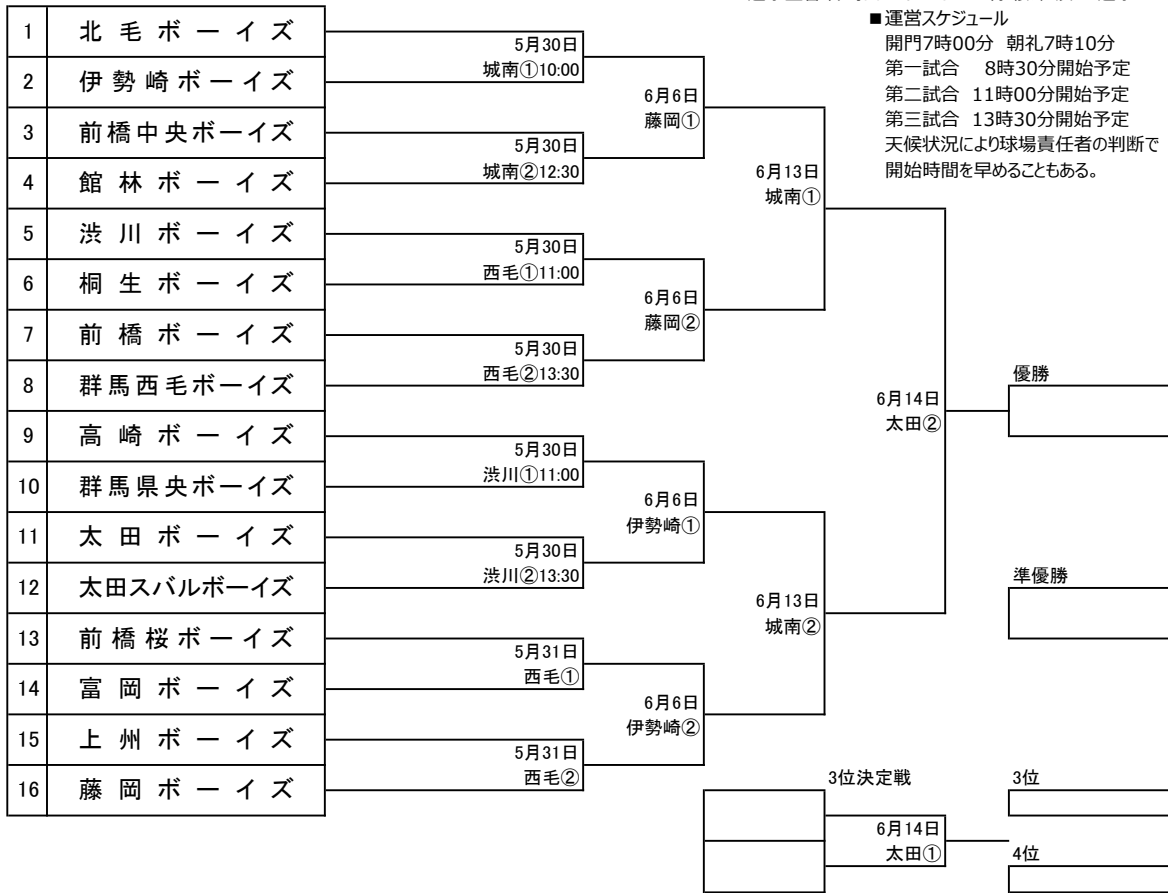 ■運営スケジュール
開門7時00分 朝礼7時10分
第一試合 8時30分開始予定
第二試合 11時00分開始予定
第三試合 13時30分開始予定
天候状況により球場責任者の判断で
開始時間を早めることもある。
1 北毛ボーイズ
2 伊勢崎ボーイズ
3 前橋中央ボーイズ
4 館林ボーイズ
5 渋川ボーイズ
6 桐生ボーイズ
7 前橋ボーイズ
8 群馬西毛ボーイズ
9 高崎ボーイズ
10 群馬県央ボーイズ
11 太田ボーイズ
12 太田スバルボーイズ
13 前橋桜ボーイズ
14 富岡ボーイズ
15 上州ボーイズ
16 藤岡ボーイズ
5月30日
城南①10:00
5月30日
城南②12:30
5月30日
西毛①11:00
5月30日
西毛②13:30
5月30日
渋川①11:00
5月30日
渋川②13:30
5月31日
西毛①
5月31日
西毛②
6月6日
藤岡①
6月6日
藤岡②
6月6日
伊勢崎①
6月6日
伊勢崎②
6月13日
城南①
6月13日
城南②
6月14日
太田②
優勝
準優勝
3位決定戦
6月14日
太田①
3位
4位